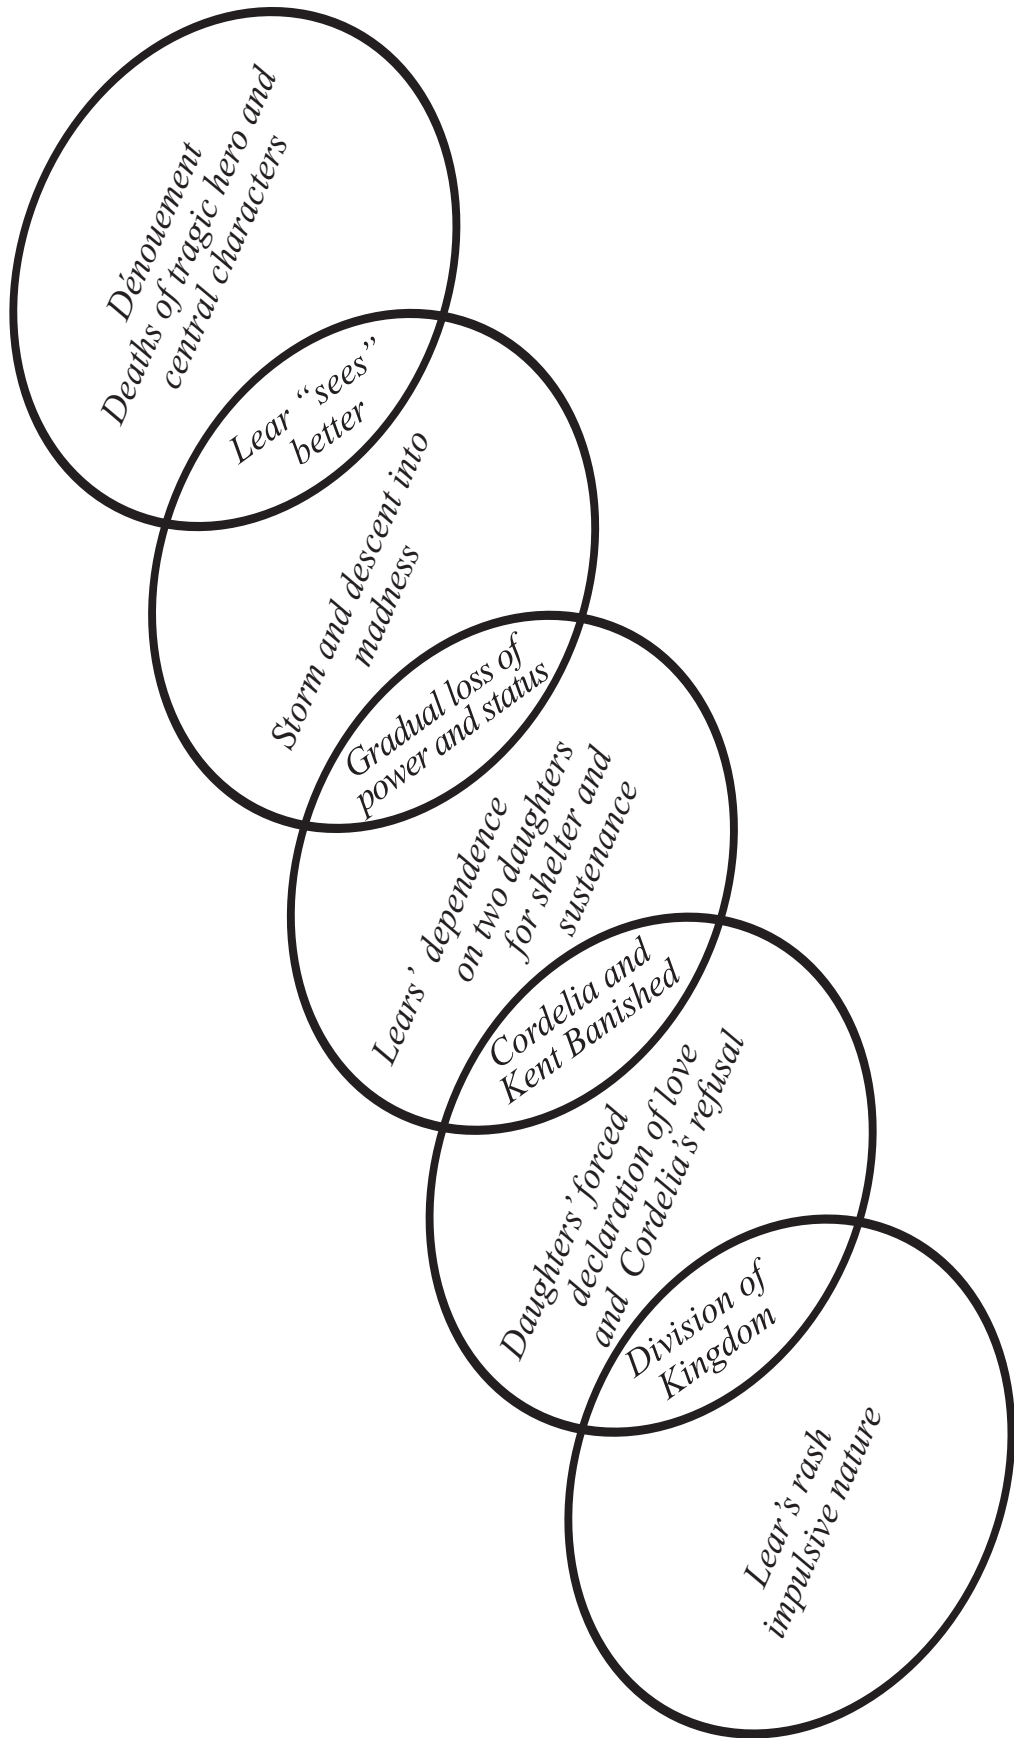 Dénouement
Deaths of tragic hero and
central characters
Lear “sees”
better
Storm and descent into
madness
Gradual loss of
power and status
Lears’ dependence
on two daughters
for shelter and
sustenance
Cordelia and
Kent Banished
Daughters’ forced
declaration of love
and Cordelia’s refusal
Division of
Kingdom
Lear’s rash
impulsive nature